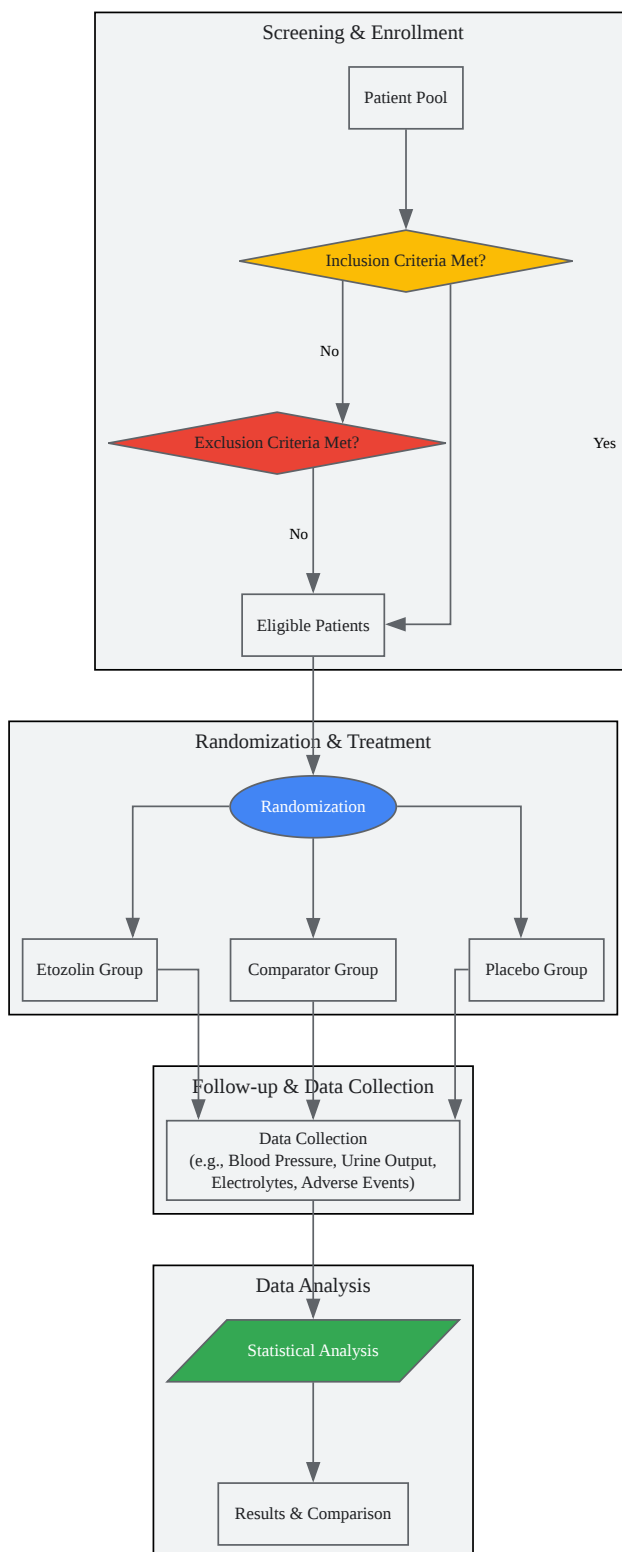 Screening & Enrollment
Patient Pool
Inclusion Criteria Met?
No
Exclusion Criteria Met?
Yes
No
Eligible Patients
Randomization & Treatment
Randomization
Etozolin Group
Comparator Group
Placebo Group
Follow-up & Data Collection
Data Collection
(e.g., Blood Pressure, Urine Output,
Electrolytes, Adverse Events)
Data Analysis
Statistical Analysis
Results & Comparison